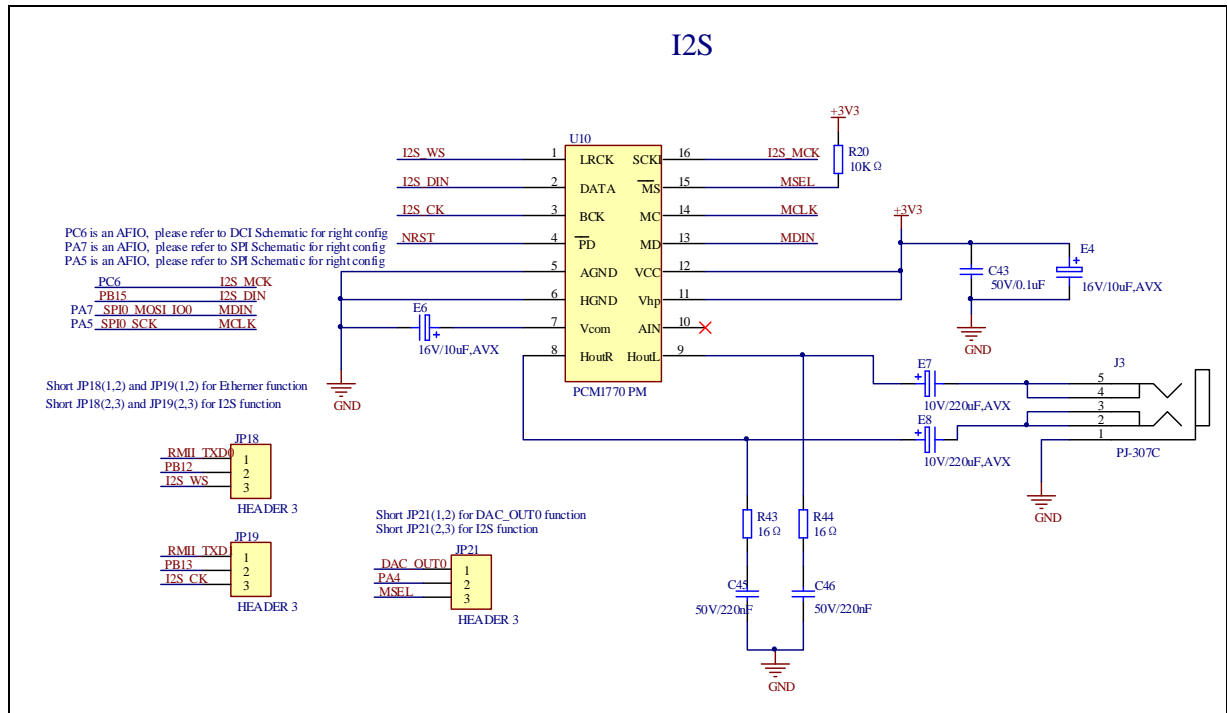 I2S
+3V3
U10
R20
10KΩ
I2S_WS 1 LRCK SCKI 16 I2S_MCK
I2S_DIN 2 DATA MS 15 MSEL
I2S_CK 3 BCK MC 14 MCLK
NRST 4 PD MD 13 MDIN
5 AGND VCC 12
6 HGND Vhp 11
7 Vcom AIN 10
8 HoutR HoutL 9
PCM1770 PM
+3V3
C43
50V/0.1uF
E4
+
16V/10uF,AVX
GND
PC6 is an AFIO, please refer to DCI Schematic for right config
PA7 is an AFIO, please refer to SPI Schematic for right config
PA5 is an AFIO, please refer to SPI Schematic for right config
PC6 I2S_MCK
PB15 I2S_DIN
PA7 SPI0_MOSI_IO0 MDIN
PA5 SPI0_SCK MCLK
E6
+
16V/10uF,AVX
GND
E7
+
10V/220uF,AVX
E8
+
10V/220uF,AVX
J3
5
4
3
2
1
PJ-307C
GND
Short JP18(1,2) and JP19(1,2) for Etherner function
Short JP18(2,3) and JP19(2,3) for I2S function
JP18
RMII_TXD0 1
PB12 2
I2S_WS 3
HEADER 3
JP19
RMII_TXD 1
PB13 2
I2S_CK 3
HEADER 3
Short JP21(1,2) for DAC_OUT0 function
Short JP21(2,3) for I2S function
JP21
DAC_OUT0 1
PA4 2
MSEL 3
HEADER 3
R43
16Ω
R44
16Ω
C45
50V/220nF
C46
50V/220nF
GND